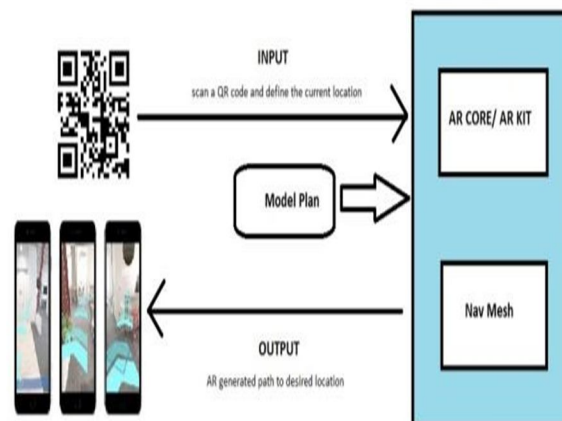 INPUT
scan a QR code and define the current location
AR CORE/ AR KIT
Model Plan
Nav Mesh
OUTPUT
AR generated path to desired location